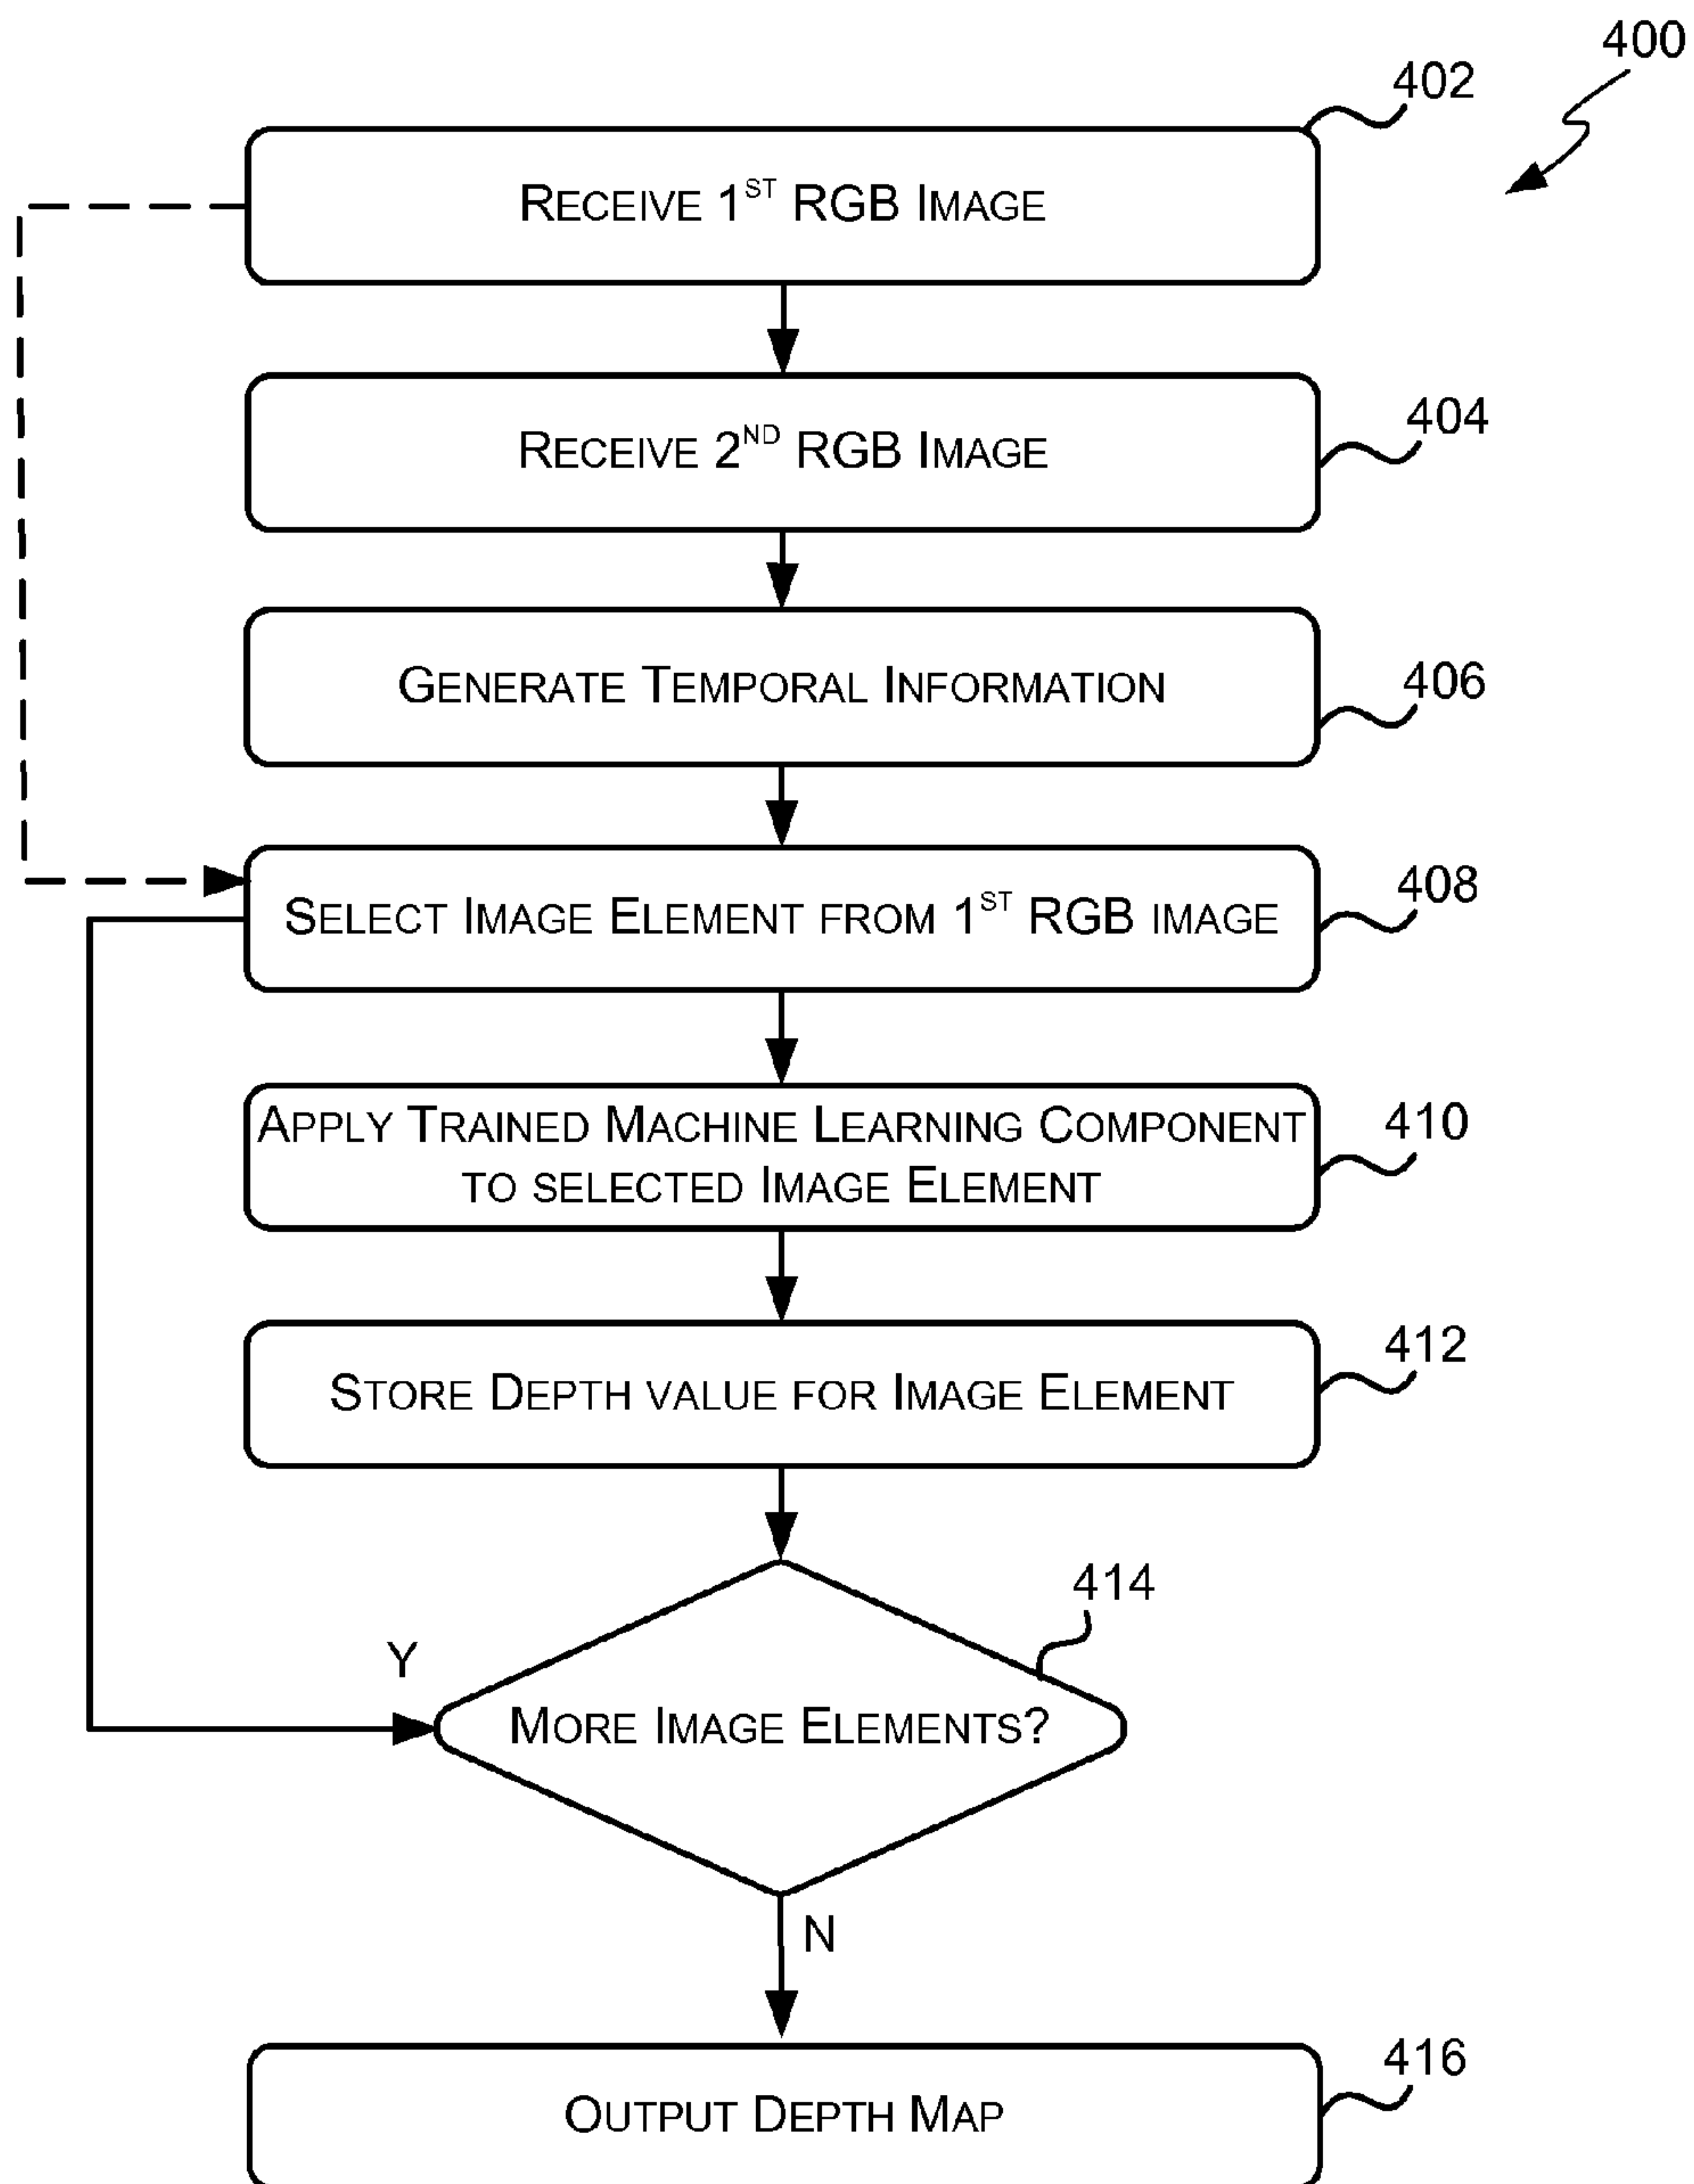 400
402
RECEIVE 1ST RGB IMAGE
404
RECEIVE 2ND RGB IMAGE
406
GENERATE TEMPORAL INFORMATION
408
SELECT IMAGE ELEMENT FROM 1ST RGB IMAGE
410
APPLY TRAINED MACHINE LEARNING COMPONENT
TO SELECTED IMAGE ELEMENT
412
STORE DEPTH VALUE FOR IMAGE ELEMENT
414
Y
MORE IMAGE ELEMENTS?
N
416
OUTPUT DEPTH MAP